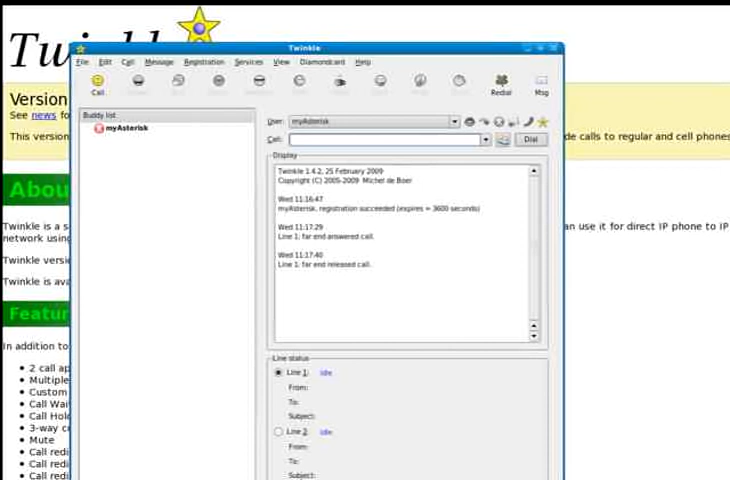 Twinkle
File Edit Call Message Registration Services Diamondcard Help
Call
Redial
Msg
Version
See news fo
This version
de calls to regular and cell phones
Buddy list
myAsterisk
User: myAsterisk
Call:
Dial
Display
Twinkle 1.4.2, 25 February 2009
Copyright (C) 2005-2009 Michel de Boer
Wed 11:16:47
myAsterisk, registration succeeded (expires = 3600 seconds)
Wed 11:17:29
Line 1: far end answered call.
Wed 11:17:40
Line 1: far end released call.
Line status
Line 1: idle
From:
To:
Subject:
Line 2: idle
From:
To:
Subject:
Abou
Twinkle is a s
an use it for direct IP phone to IP
network using
Twinkle versi
Twinkle is ava
Featur
In addition to
2 call ap
Multiple
Custom
Call Wai
Call Hold
3-way c
Mute
Call redi
Call redi
Call redi